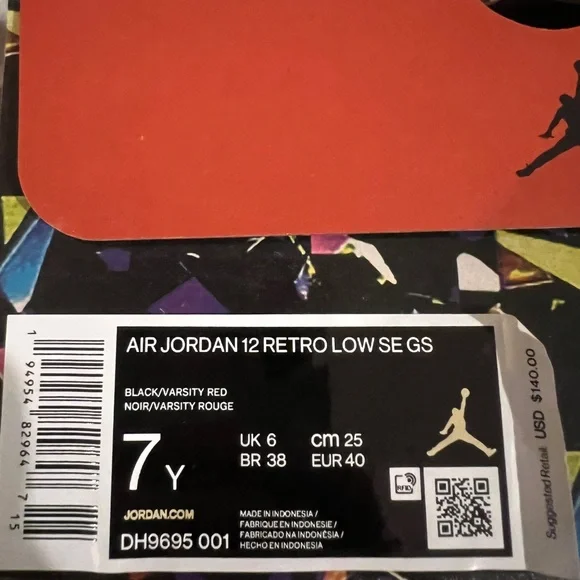 AIR JORDAN 12 RETRO LOW SE GS
BLACK/VARSITY RED
NOIR/VARSITY ROUGE
7Y
UK 6 cm 25
BR 38 EUR 40
RFID
JORDAN.COM
DH9695 001
MADE IN INDONESIA /
FABRIQUE EN INDONESIE/
FABRICADO NA INDONÉSIA/
HECHO EN INDONESIA
1 94954 82964 7 15
Suggested Retail USD $140.00